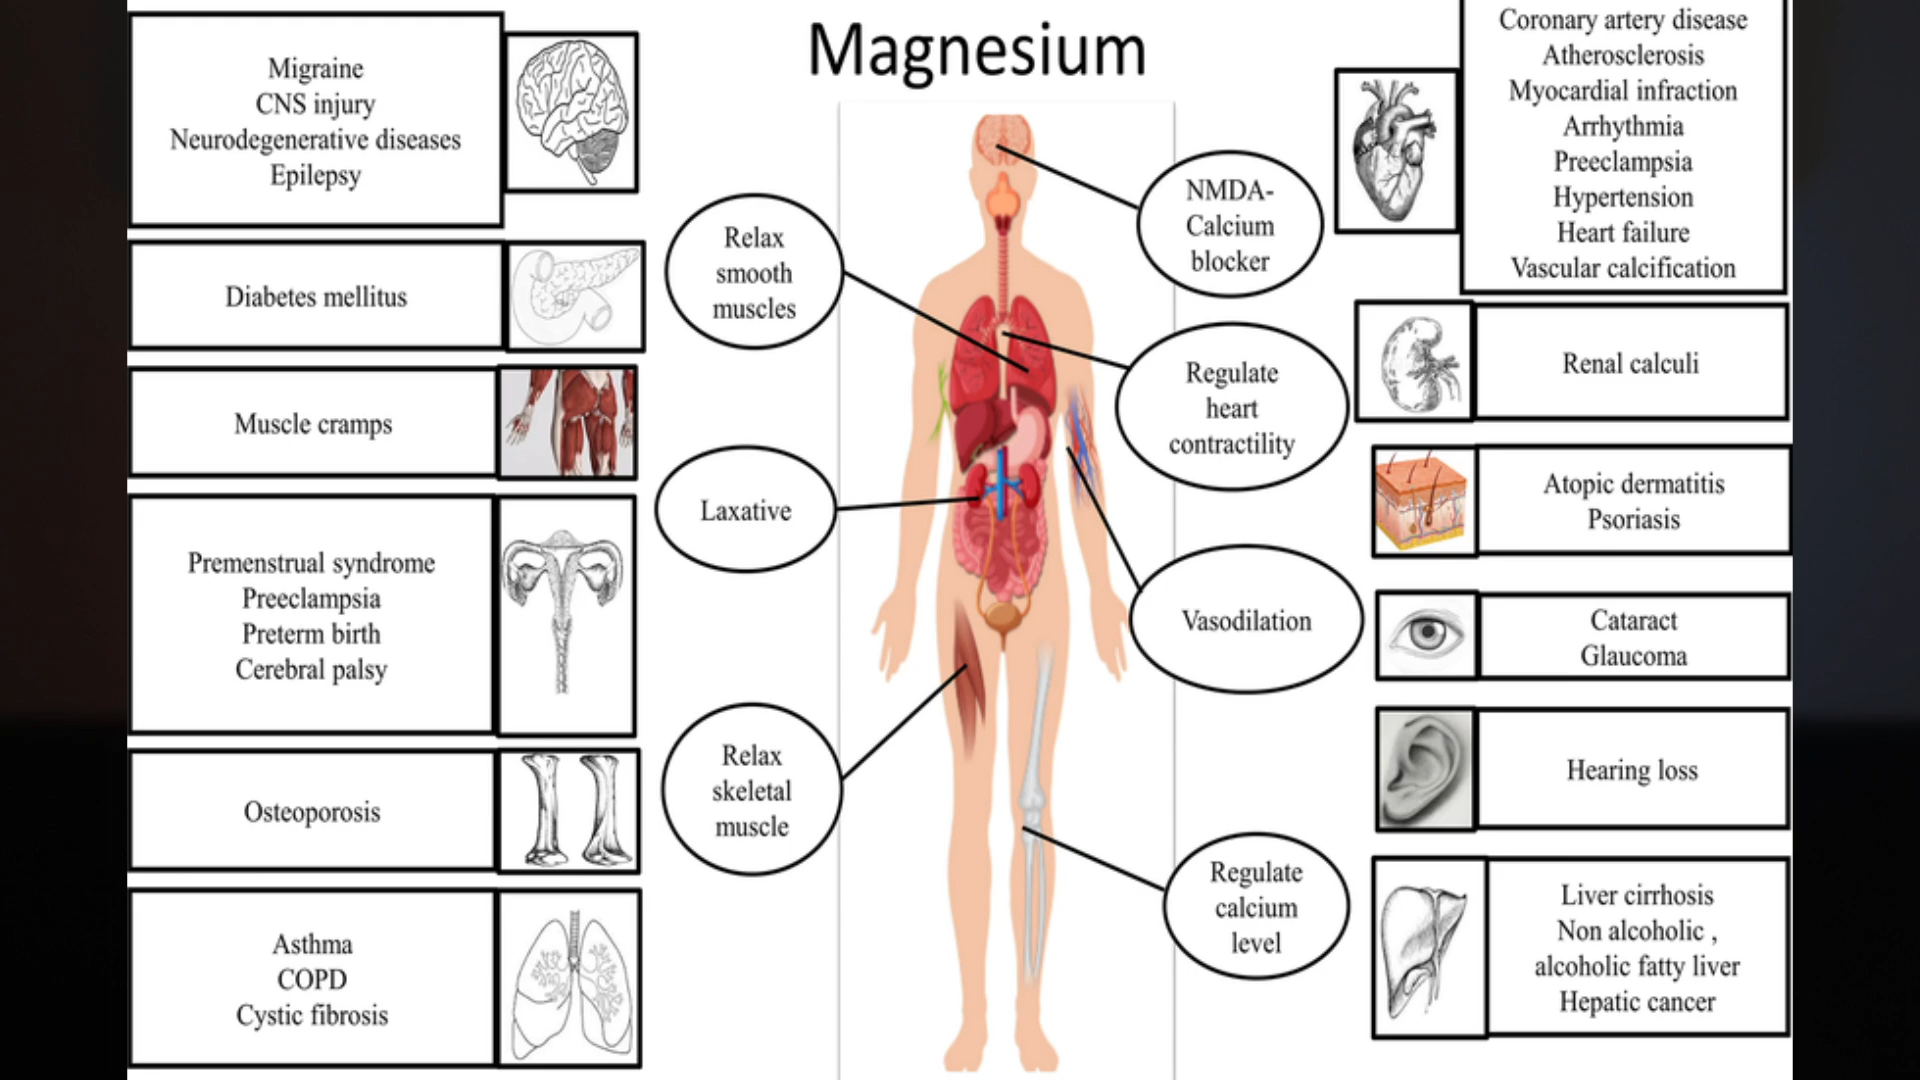 Magnesium
Migraine
CNS injury
Neurodegenerative diseases
Epilepsy
Diabetes mellitus
Muscle cramps
Premenstrual syndrome
Preeclampsia
Preterm birth
Cerebral palsy
Osteoporosis
Asthma
COPD
Cystic fibrosis
Relax
smooth
muscles
Laxative
Relax
skeletal
muscle
NMDA-
Calcium
blocker
Regulate
heart
contractility
Vasodilation
Regulate
calcium
level
Coronary artery disease
Atherosclerosis
Myocardial infraction
Arrhythmia
Preeclampsia
Hypertension
Heart failure
Vascular calcification
Renal calculi
Atopic dermatitis
Psoriasis
Cataract
Glaucoma
Hearing loss
Liver cirrhosis
Non alcoholic ,
alcoholic fatty liver
Hepatic cancer